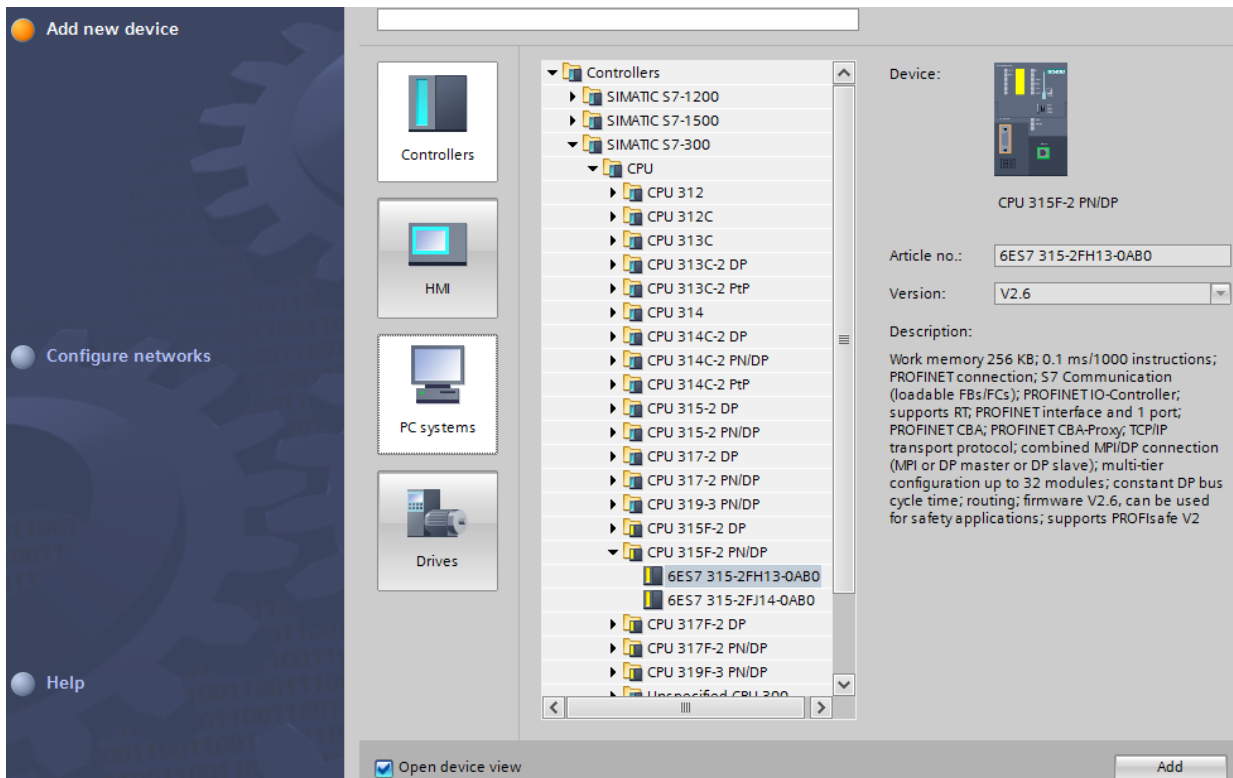 Add new device
Configure networks
Help
Controllers
HMI
PC systems
Drives
Controllers
SIMATIC S7-1200
SIMATIC S7-1500
SIMATIC S7-300
CPU
CPU 312
CPU 312C
CPU 313C
CPU 313C-2 DP
CPU 313C-2 PtP
CPU 314
CPU 314C-2 DP
CPU 314C-2 PN/DP
CPU 314C-2 PtP
CPU 315-2 DP
CPU 315-2 PN/DP
CPU 317-2 DP
CPU 317-2 PN/DP
CPU 319-3 PN/DP
CPU 315F-2 DP
CPU 315F-2 PN/DP
6ES7 315-2FH13-0AB0
6ES7 315-2FJ14-0AB0
CPU 317F-2 DP
CPU 317F-2 PN/DP
CPU 319F-3 PN/DP
Unspecified CPU 300
Device:
CPU 315F-2 PN/DP
Article no.: 6ES7 315-2FH13-0AB0
Version: V2.6
Description:
Work memory 256 KB; 0.1 ms/1000 instructions;
PROFINET connection; S7 Communication
(loadable FBs/FCs); PROFINET IO-Controller;
supports RT; PROFINET interface and 1 port;
PROFINET CBA; PROFINET CBA-Proxy; TCP/IP
transport protocol; combined MPI/DP connection
(MPI or DP master or DP slave); multi-tier
configuration up to 32 modules; constant DP bus
cycle time; routing; firmware V2.6, can be used
for safety applications; supports PROFIsafe V2
Open device view
Add